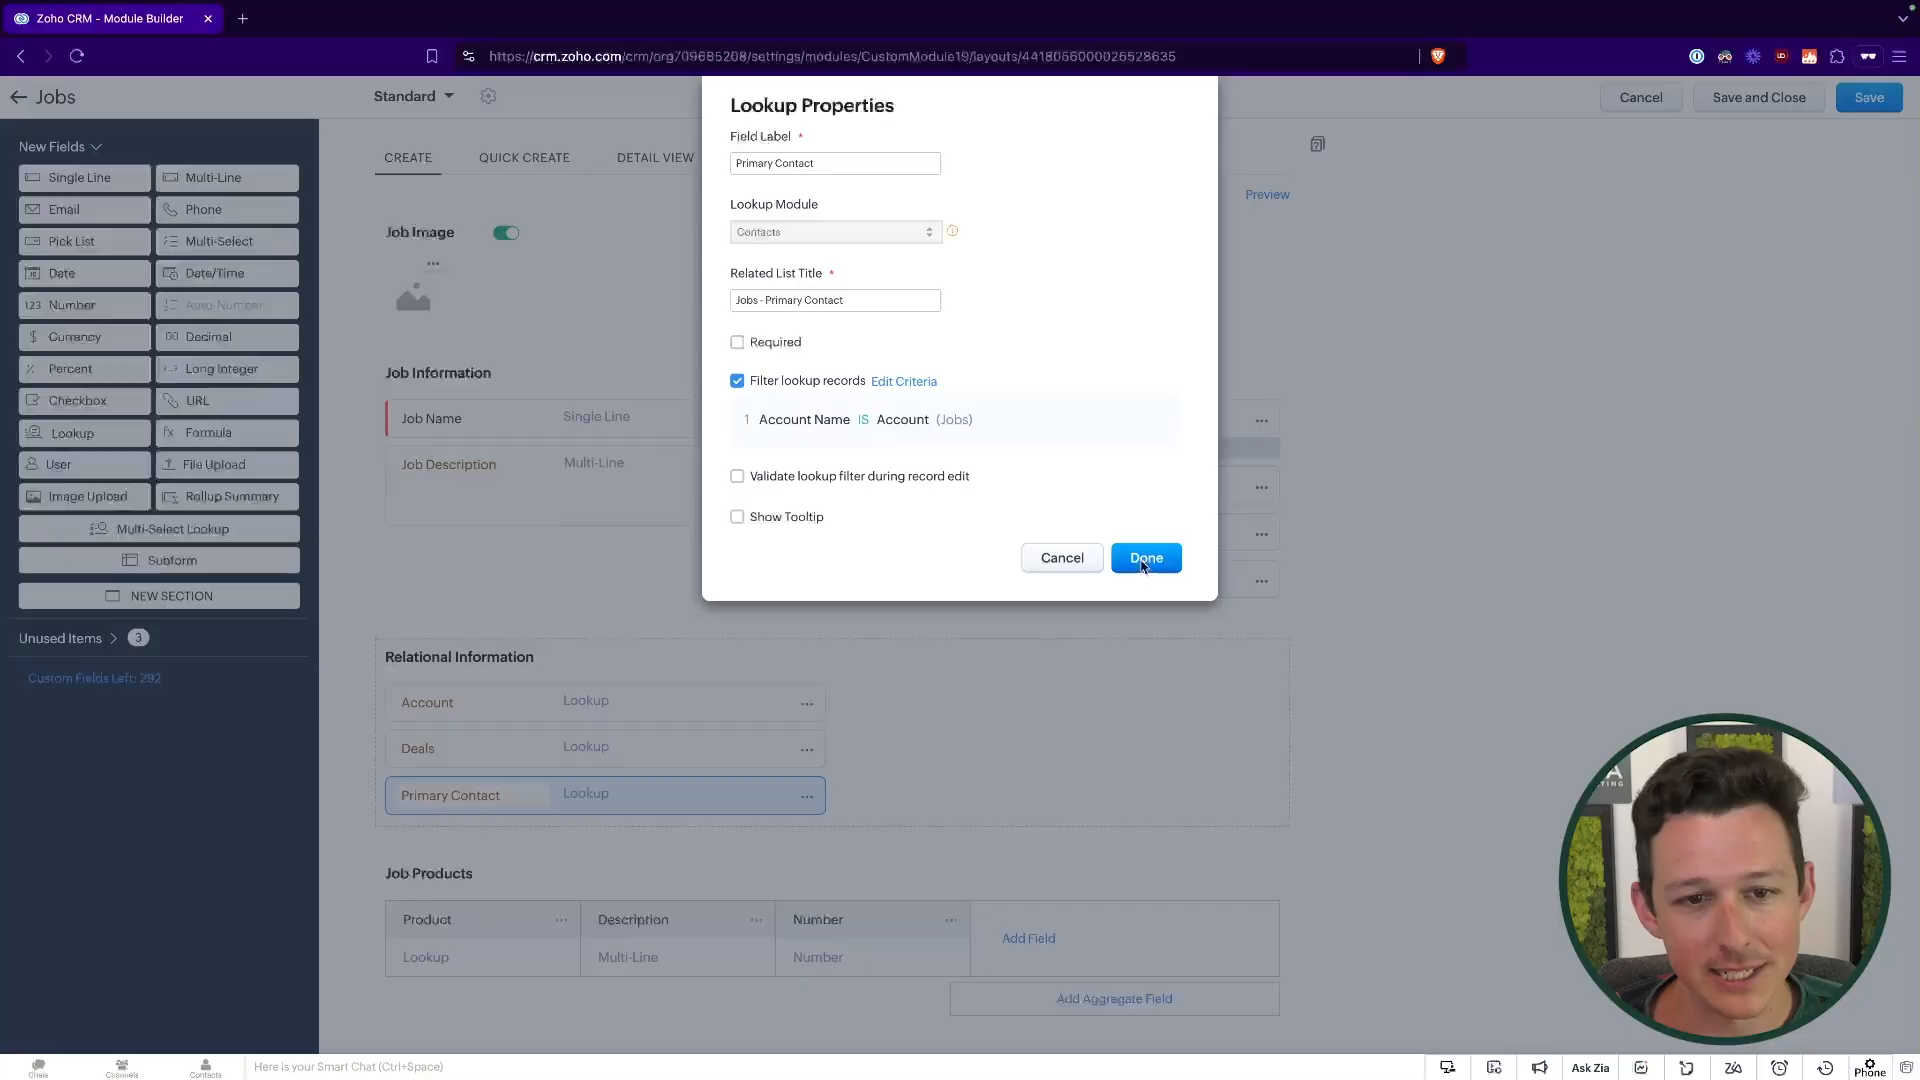 Zoho CRM - Module Builder
https://crm.zoho.com/crm/org709685208/settings/modules/CustomModule19/layouts/4418056000026528635
Jobs
Standard
Cancel
Save and Close
Save
New Fields
Single Line
Multi-Line
Email
Phone
Pick List
Multi-Select
Date
Date/Time
Number
Auto-Number
Currency
Decimal
Percent
Long Integer
Checkbox
URL
Lookup
Formula
User
File Upload
Image Upload
Rollup Summary
Multi-Select Lookup
Subform
NEW SECTION
Unused Items 3
Custom Fields Left: 292
CREATE
QUICK CREATE
DETAIL VIEW
Preview
Job Image
Job Information
Job Name Single Line
Job Description Multi-Line
Lookup Properties
Field Label *
Primary Contact
Lookup Module
Contacts
Related List Title *
Jobs - Primary Contact
Required
Filter lookup records Edit Criteria
1 Account Name IS Account (Jobs)
Validate lookup filter during record edit
Show Tooltip
Cancel
Done
Relational Information
Account Lookup
Deals Lookup
Primary Contact Lookup
Job Products
Product
Description
Number
Add Field
Lookup
Multi-Line
Number
Add Aggregate Field
Chats
Channels
Contacts
Here is your Smart Chat (Ctrl+Space)
Ask Zia
Phone